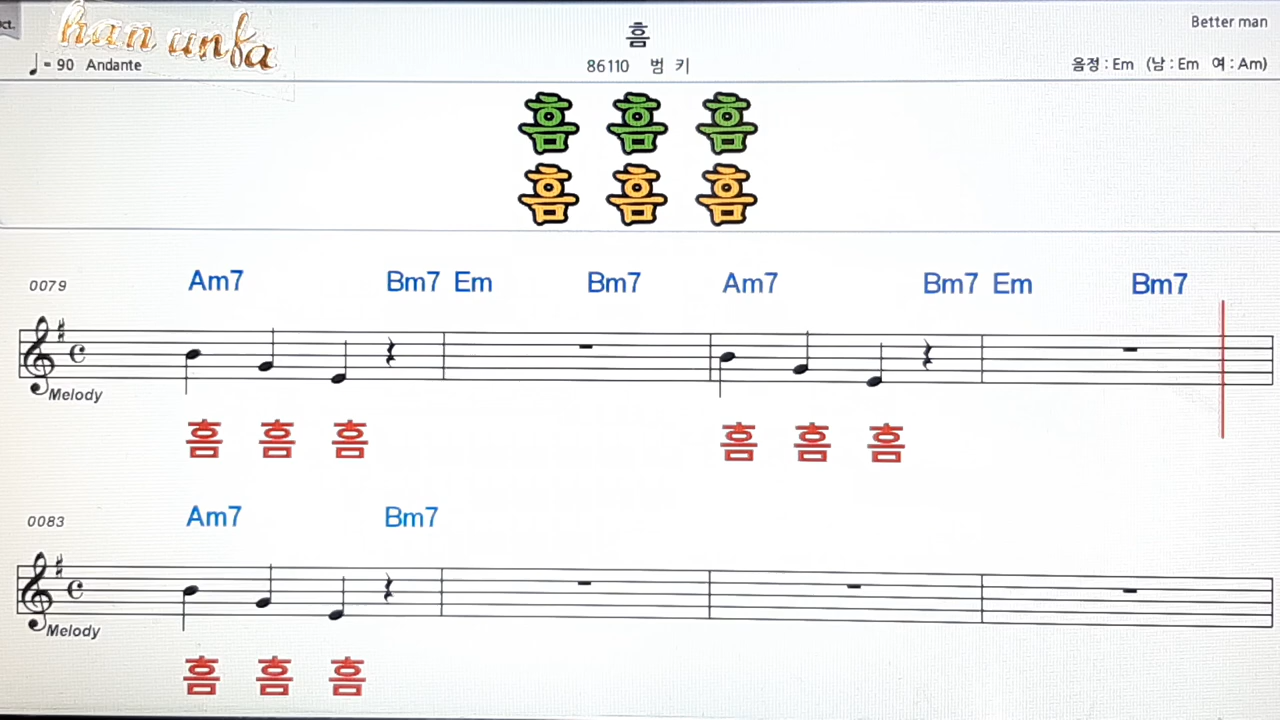 han unfa
ct.
흠
Better man
♩= 90 Andante
86110 범 키
음정 : Em (남 : Em 여 : Am)
흠 흠 흠
흠 흠 흠
0079
Am7 Bm7 Em Bm7 Am7 Bm7 Em Bm7
Melody
흠 흠 흠 흠 흠 흠
0083
Am7 Bm7
Melody
흠 흠 흠